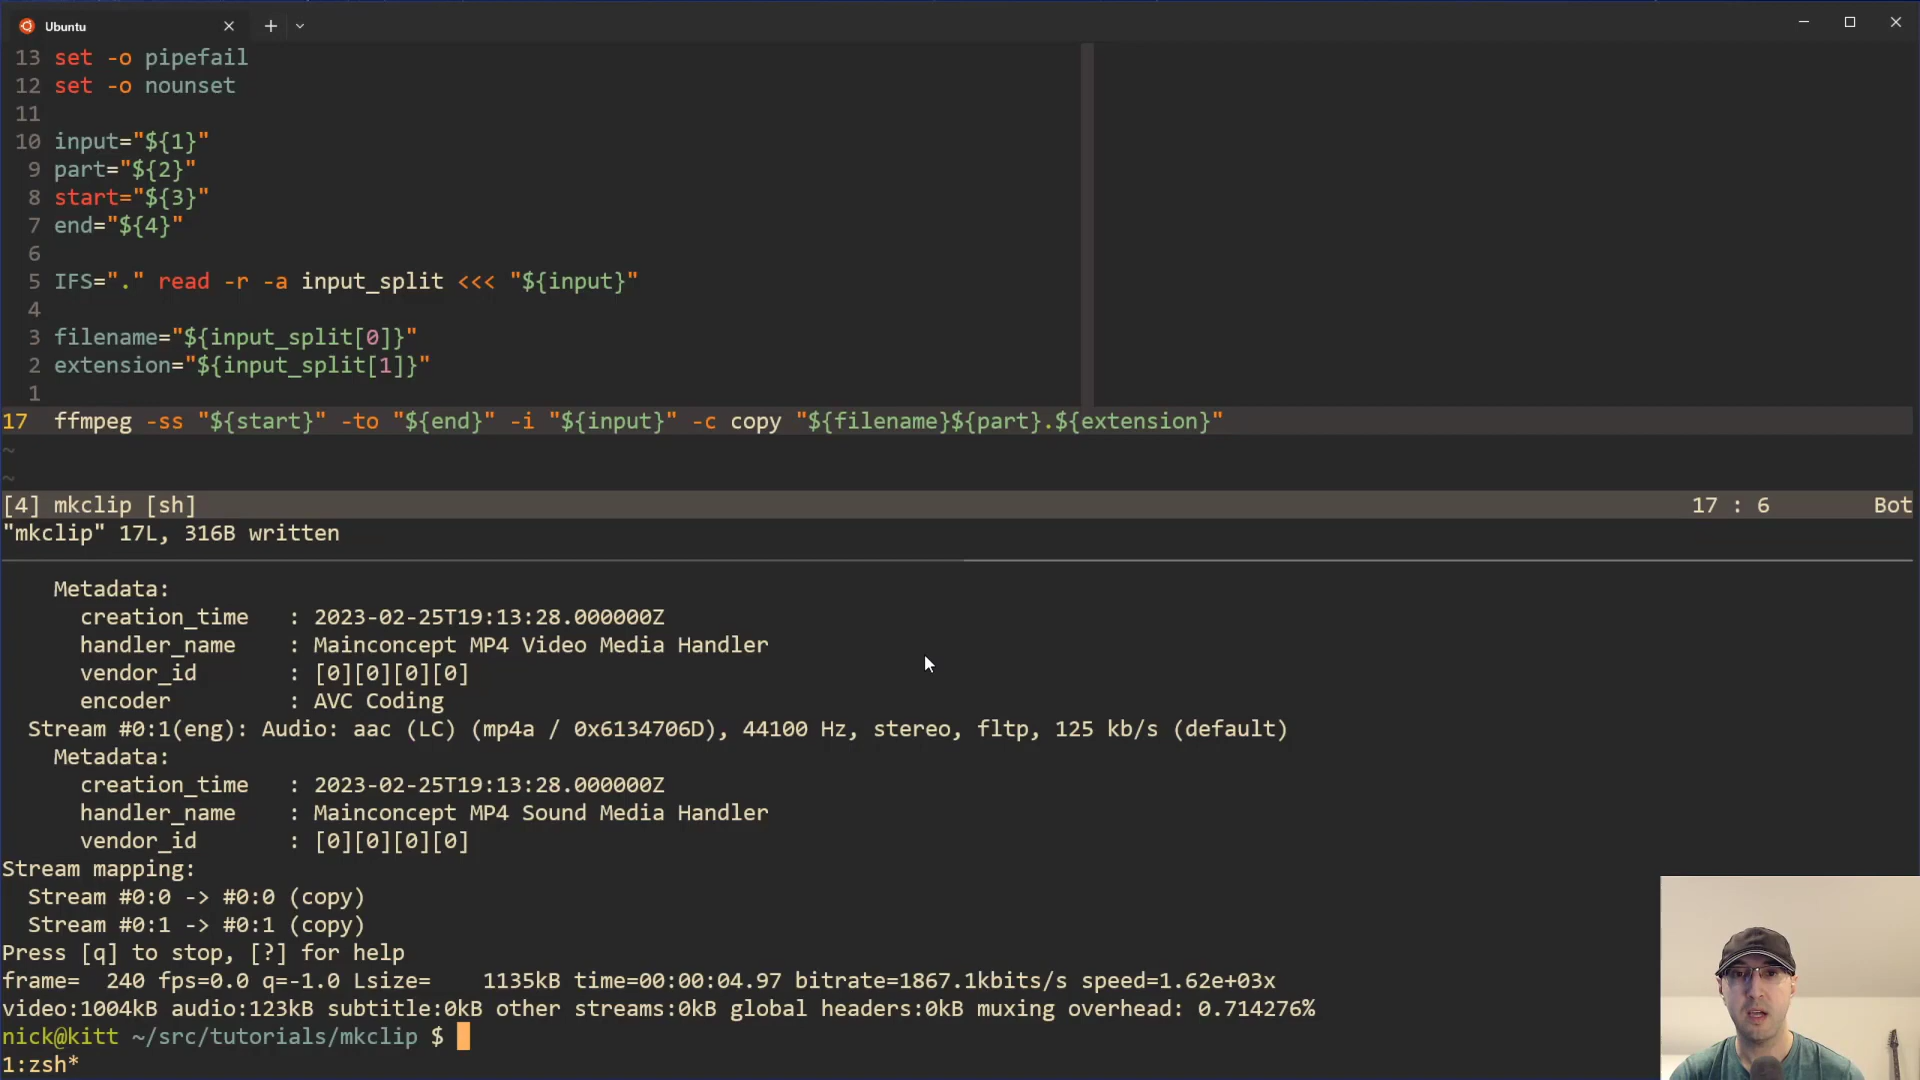 Ubuntu
13 set -o pipefail
12 set -o nounset
11
10 input="${1}"
9 part="${2}"
8 start="${3}"
7 end="${4}"
6
5 IFS="." read -r -a input_split <<< "${input}"
4
3 filename="${input_split[0]}"
2 extension="${input_split[1]}"
1
17 ffmpeg -ss "${start}" -to "${end}" -i "${input}" -c copy "${filename}${part}.${extension}"
~
~
[4] mkclip [sh] 17 : 6 Bot
"mkclip" 17L, 316B written
Metadata:
creation_time : 2023-02-25T19:13:28.000000Z
handler_name : Mainconcept MP4 Video Media Handler
vendor_id : [0][0][0][0]
encoder : AVC Coding
Stream #0:1(eng): Audio: aac (LC) (mp4a / 0x6134706D), 44100 Hz, stereo, fltp, 125 kb/s (default)
Metadata:
creation_time : 2023-02-25T19:13:28.000000Z
handler_name : Mainconcept MP4 Sound Media Handler
vendor_id : [0][0][0][0]
Stream mapping:
Stream #0:0 -> #0:0 (copy)
Stream #0:1 -> #0:1 (copy)
Press [q] to stop, [?] for help
frame= 240 fps=0.0 q=-1.0 Lsize= 1135kB time=00:00:04.97 bitrate=1867.1kbits/s speed=1.62e+03x
video:1004kB audio:123kB subtitle:0kB other streams:0kB global headers:0kB muxing overhead: 0.714276%
nick@kitt ~/src/tutorials/mkclip $
1:zsh*